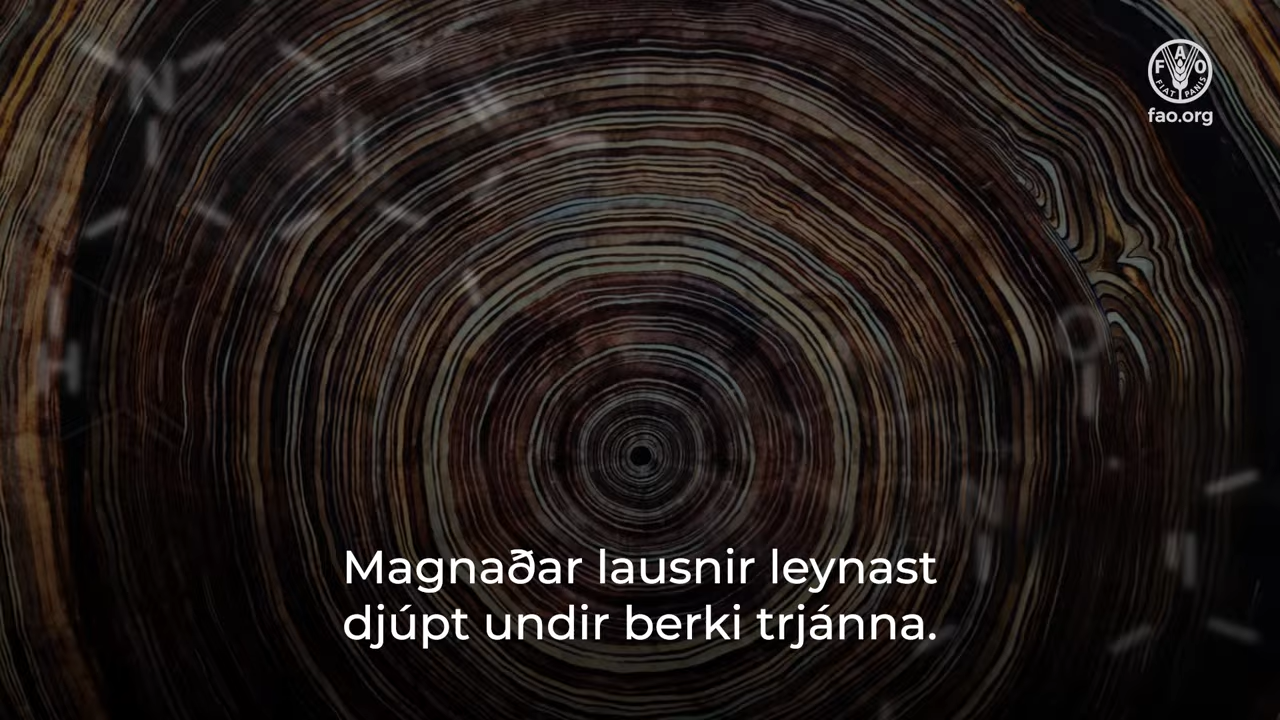 FAO
FIAT PANIS
fao.org
Magnaðar lausnir leynast
djúpt undir berki trjánna.
N
H
O
N